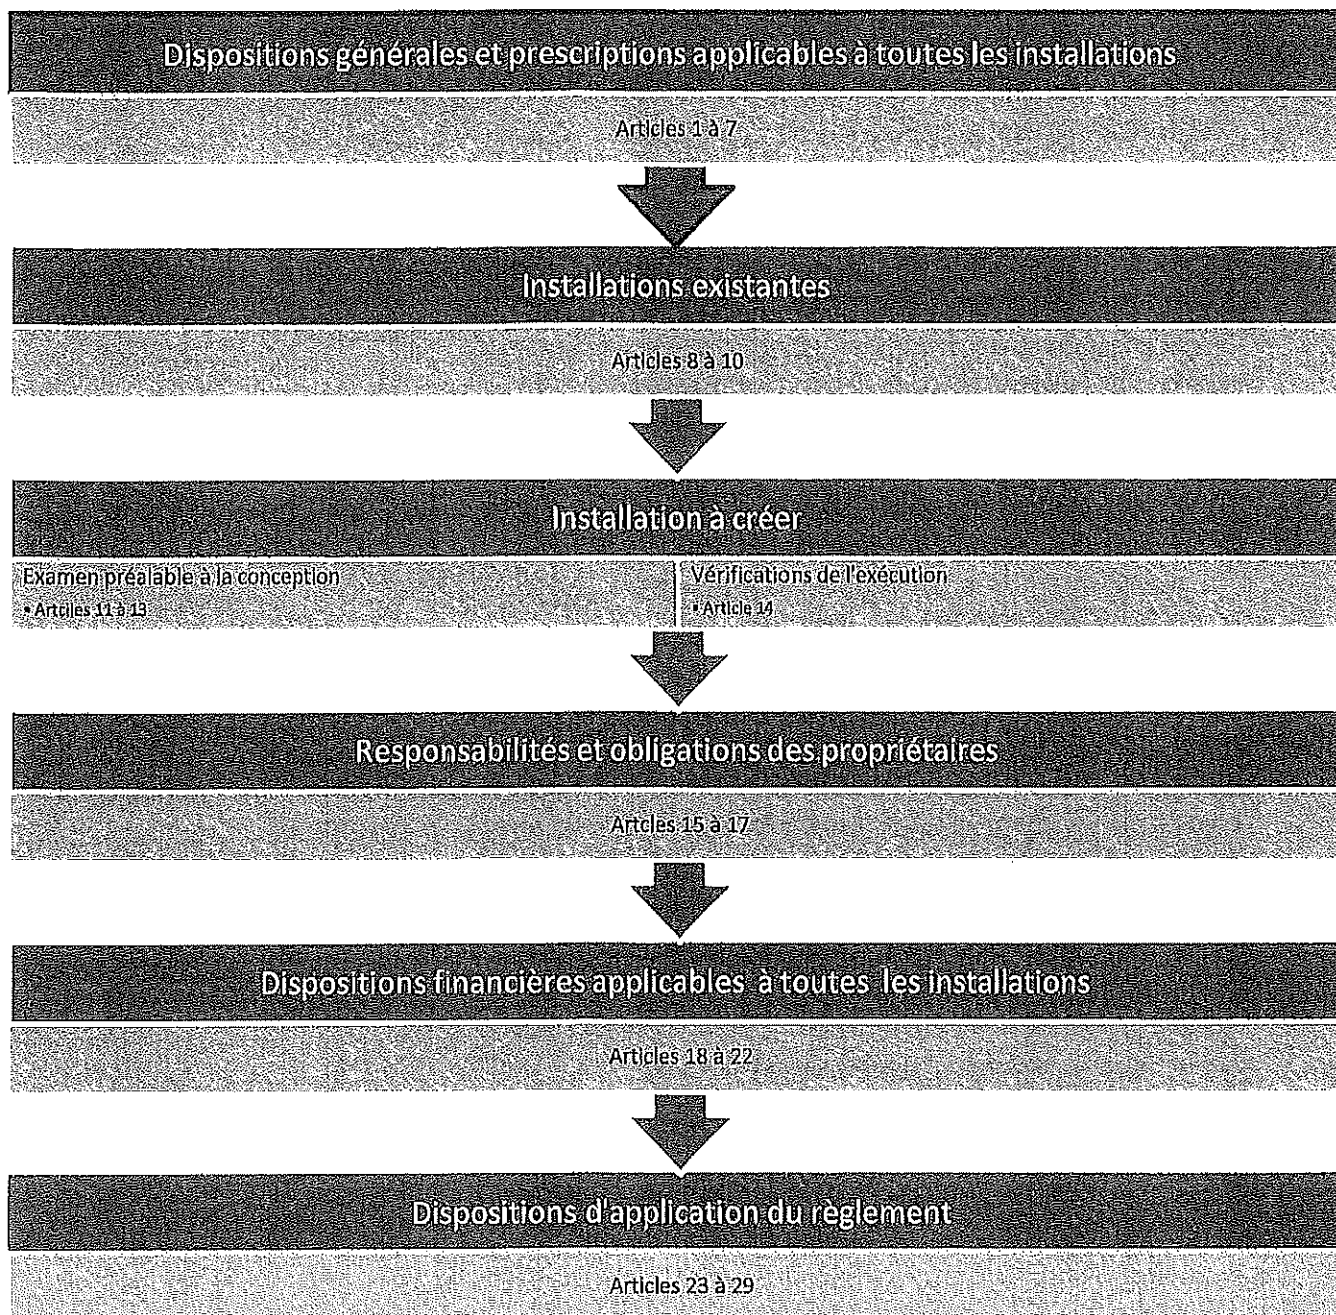 Dispositions générales et prescriptions applicables à toutes les installations
Articles 1 à 7
Installations existantes
Articles 8 à 10
Installation à créer
Examen préalable à la conception
▪ Artciles 11 à 13
Vérifications de l'exécution
▪ Article 14
Responsabilités et obligations des propriétaires
Artcles 15 à 17
Dispositions financières applicables à toutes les installations
Articles 18 à 22
Dispositions d'application du règlement
Articles 23 à 29